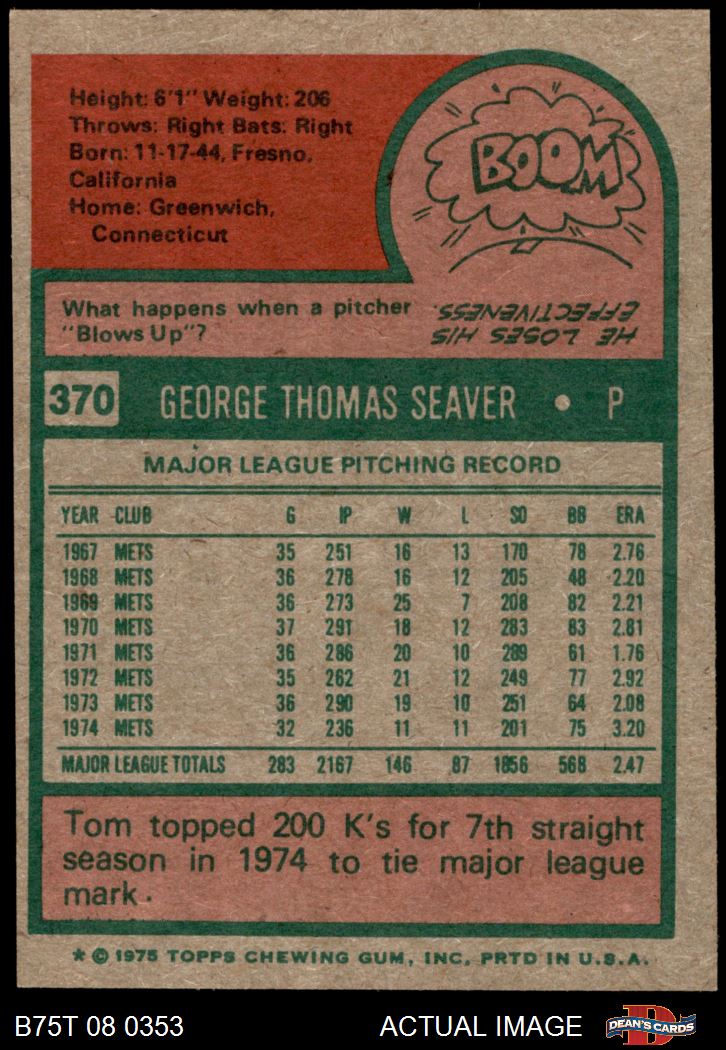 Height: 6'1" Weight: 206
Throws: Right Bats: Right
Born: 11-17-44, Fresno,
California
Home: Greenwich,
Connecticut
BOOM
What happens when a pitcher
"Blows Up"?
HE LOSES HIS
EFFECTIVENESS.
370 GEORGE THOMAS SEAVER • P
MAJOR LEAGUE PITCHING RECORD
YEAR CLUB G IP W L SO BB ERA
1967 METS 35 251 16 13 170 78 2.76
1968 METS 36 278 16 12 205 48 2.20
1969 METS 36 273 25 7 208 82 2.21
1970 METS 37 291 18 12 283 83 2.81
1971 METS 36 286 20 10 289 61 1.76
1972 METS 35 262 21 12 249 77 2.92
1973 METS 36 290 19 10 251 64 2.08
1974 METS 32 236 11 11 201 75 3.20
MAJOR LEAGUE TOTALS 283 2167 146 87 1856 568 2.47
Tom topped 200 K's for 7th straight
season in 1974 to tie major league
mark.
* © 1975 TOPPS CHEWING GUM, INC. PRTD IN U.S.A.
B75T 08 0353 ACTUAL IMAGE DEAN'S CARDS